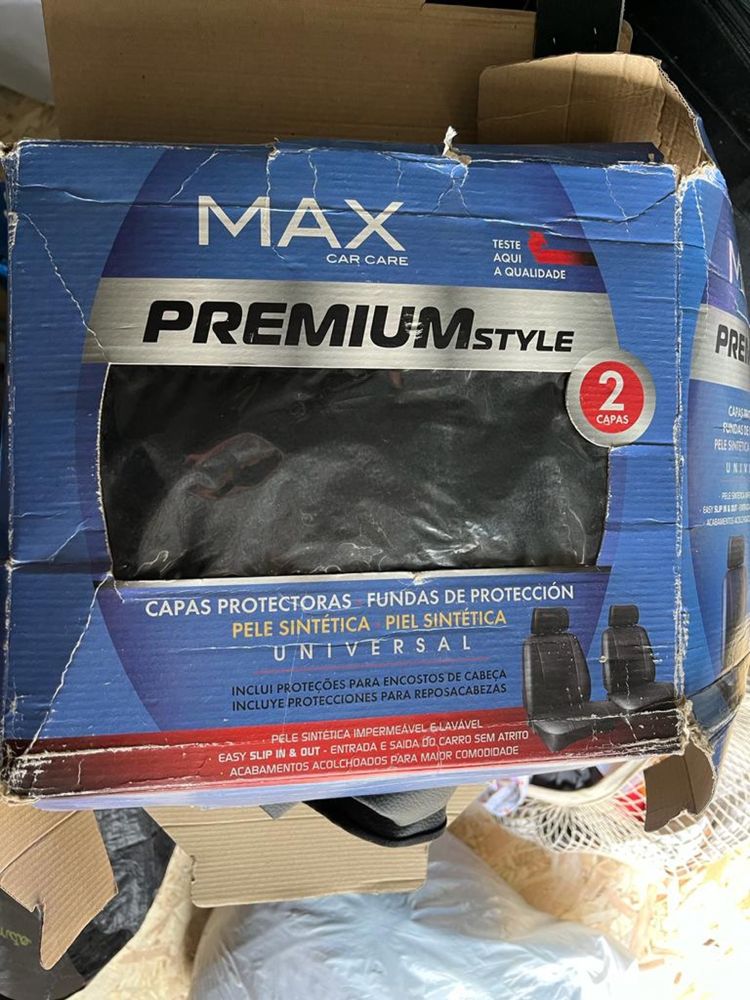 MAX
CAR CARE
TESTE
AQUI
A QUALIDADE
PREMIUM STYLE
2
CAPAS
CAPAS PROTECTORAS FUNDAS DE PROTECCIÓN
PELE SINTÉTICA PIEL SINTÉTICA
UNIVERSAL
INCLUI PROTEÇÕES PARA ENCOSTOS DE CABEÇA
INCLUYE PROTECCIONES PARA REPOSACABEZAS
PELE SINTÉTICA IMPERMEÁVEL E LAVÁVEL
EASY SLIP IN & OUT - ENTRADA E SAIDA DO CARRO SEM ATRITO
ACABAMENTOS ACOLCHOADOS PARA MAIOR COMODIDADE